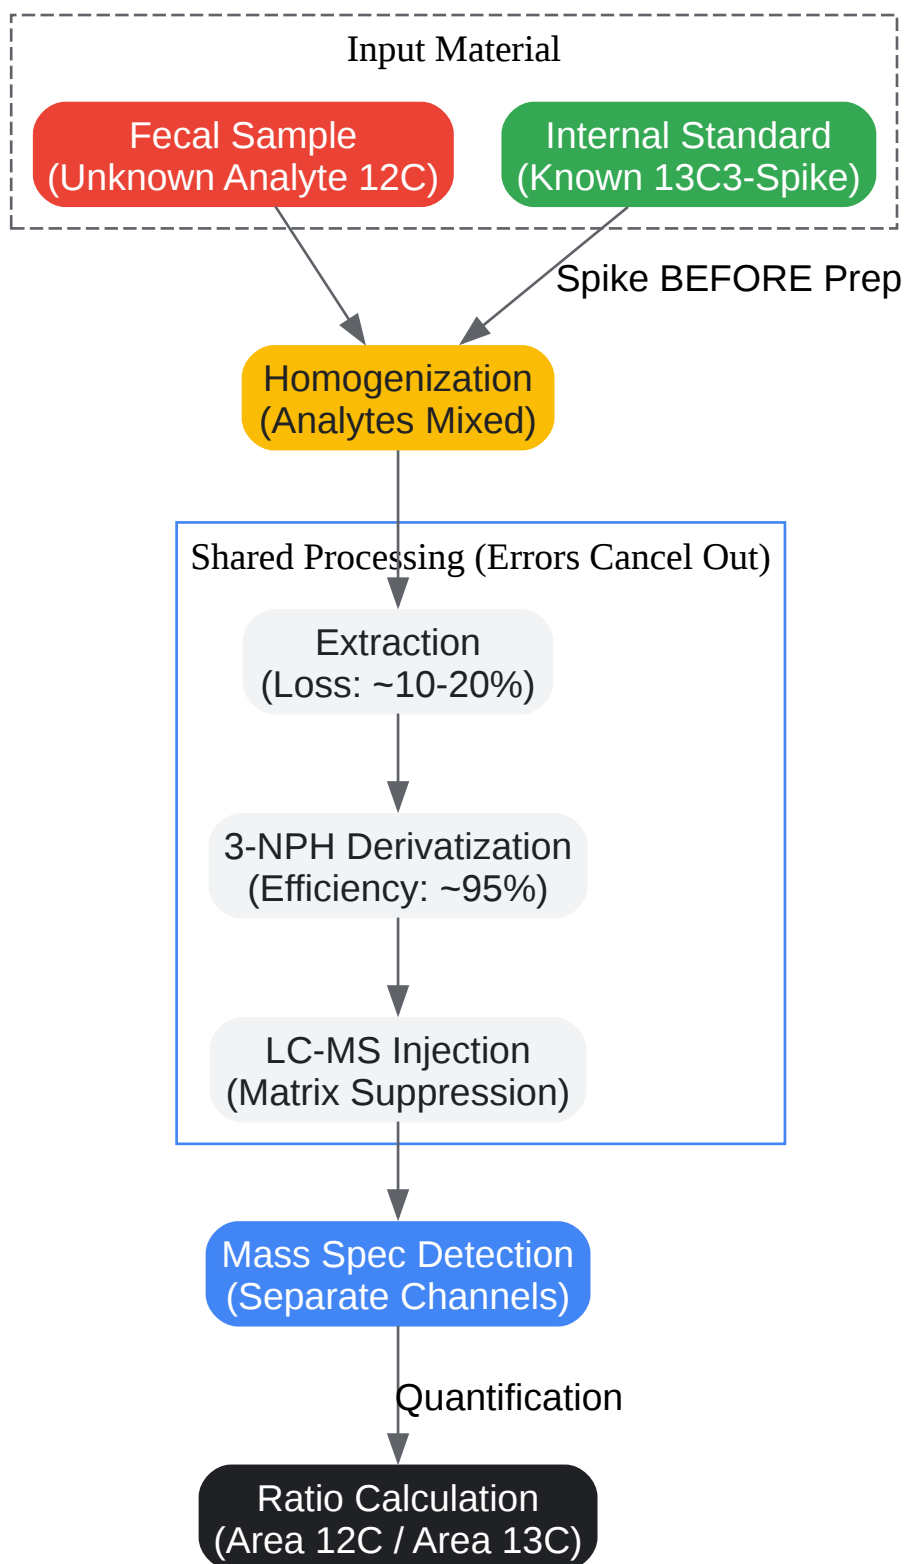 Input Material
Fecal Sample
(Unknown Analyte 12C)
Internal Standard
(Known 13C3-Spike)
Spike BEFORE Prep
Homogenization
(Analytes Mixed)
Shared Processing (Errors Cancel Out)
Extraction
(Loss: ~10-20%)
3-NPH Derivatization
(Efficiency: ~95%)
LC-MS Injection
(Matrix Suppression)
Mass Spec Detection
(Separate Channels)
Quantification
Ratio Calculation
(Area 12C / Area 13C)